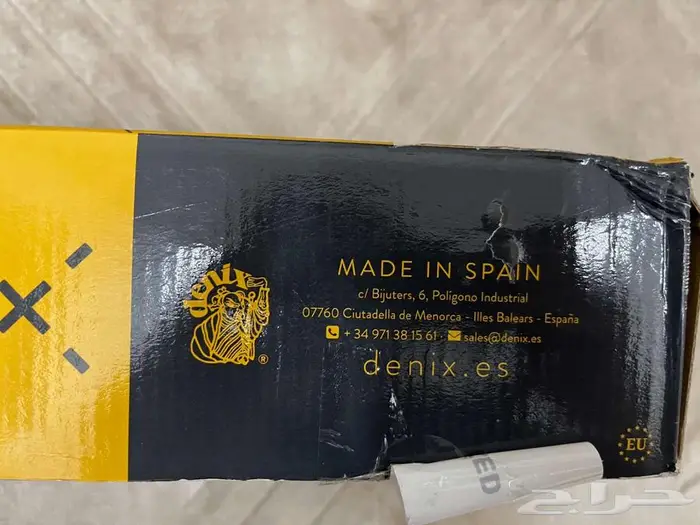 denix
®
MADE IN SPAIN
c/ Bijuters, 6, Polígono Industrial
07760 Ciutadella de Menorca - Illes Balears - España
+ 34 971 38 15 61 · sales@denix.es
denix.es
EU
حراج